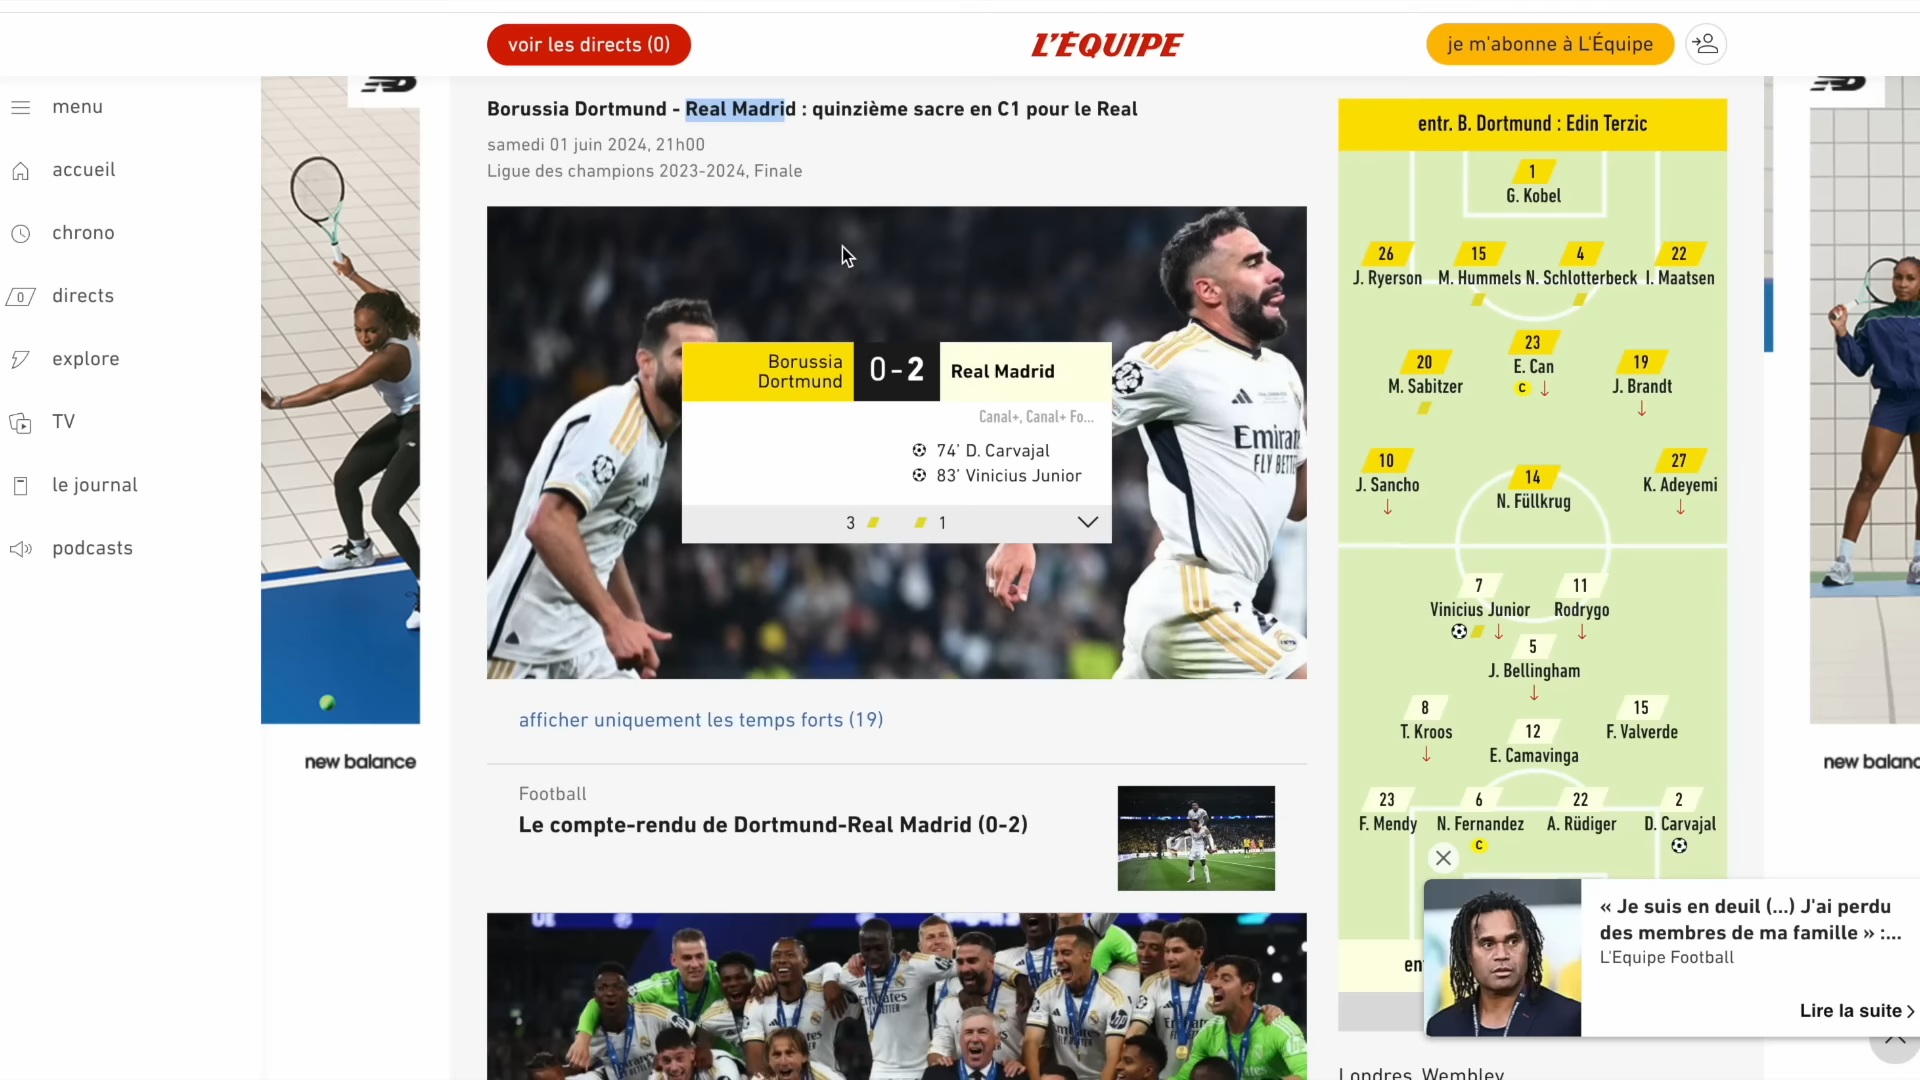 voir les directs (0)
L'ÉQUIPE
je m'abonne à L'Équipe
menu
accueil
chrono
0
directs
explore
TV
le journal
podcasts
new balance
Borussia Dortmund - Real Madrid : quinzième sacre en C1 pour le Real
samedi 01 juin 2024, 21h00
Ligue des champions 2023-2024, Finale
Borussia
Dortmund
0 - 2
Real Madrid
Canal+, Canal+ Fo...
74' D. Carvajal
83' Vinicius Junior
3
1
FLY BETTER
afficher uniquement les temps forts (19)
Football
Le compte-rendu de Dortmund-Real Madrid (0-2)
entr. B. Dortmund : Edin Terzic
1
G. Kobel
26 15 4 22
J. Ryerson M. Hummels N. Schlotterbeck I. Maatsen
23
E. Can
C
20 19
M. Sabitzer J. Brandt
10 27
J. Sancho K. Adeyemi
14
N. Füllkrug
7 11
Vinicius Junior Rodrygo
5
J. Bellingham
8 15
T. Kroos F. Valverde
12
E. Camavinga
23 6 22 2
F. Mendy N. Fernandez A. Rüdiger D. Carvajal
C
« Je suis en deuil (...) J'ai perdu
des membres de ma famille » :...
L'Equipe Football
Lire la suite
Londres, Wembley
new balanc